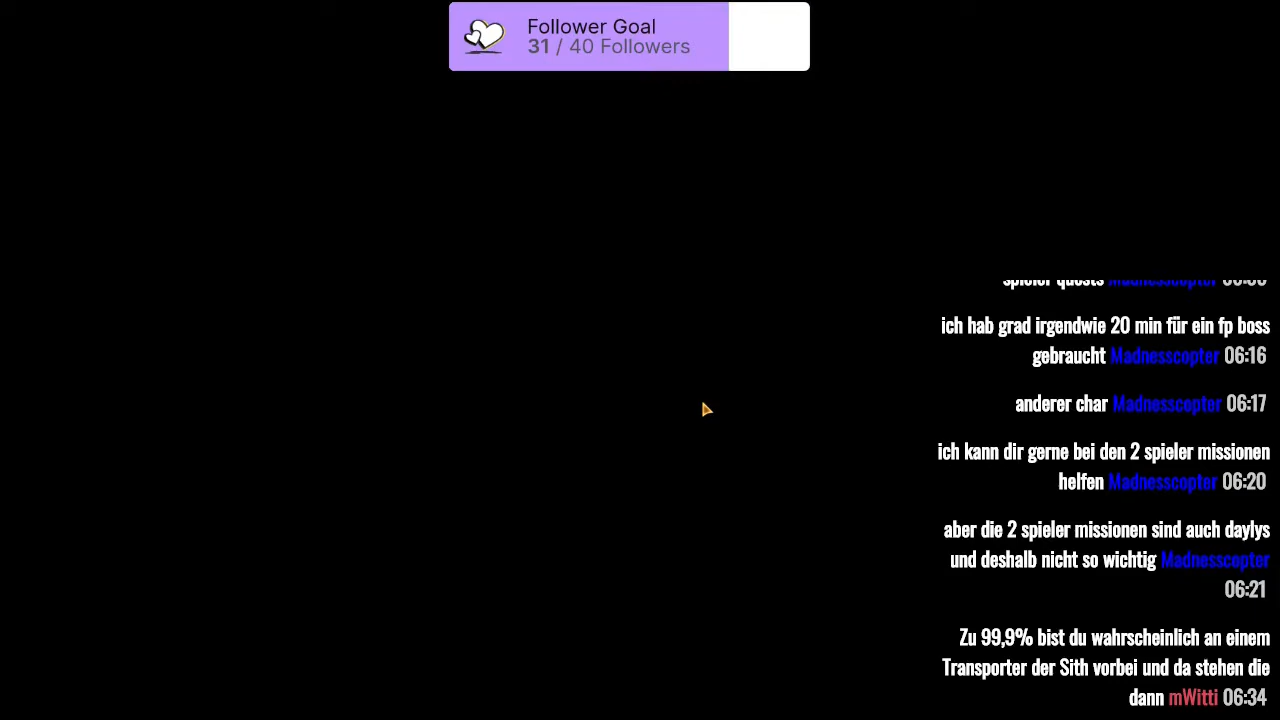 Follower Goal
31 / 40 Followers
spieler quests Madnesscopter
ich hab grad irgendwie 20 min für ein fp boss
gebraucht Madnesscopter 06:16
anderer char Madnesscopter 06:17
ich kann dir gerne bei den 2 spieler missionen
helfen Madnesscopter 06:20
aber die 2 spieler missionen sind auch daylys
und deshalb nicht so wichtig Madnesscopter
06:21
Zu 99,9% bist du wahrscheinlich an einem
Transporter der Sith vorbei und da stehen die
dann mWitti 06:34